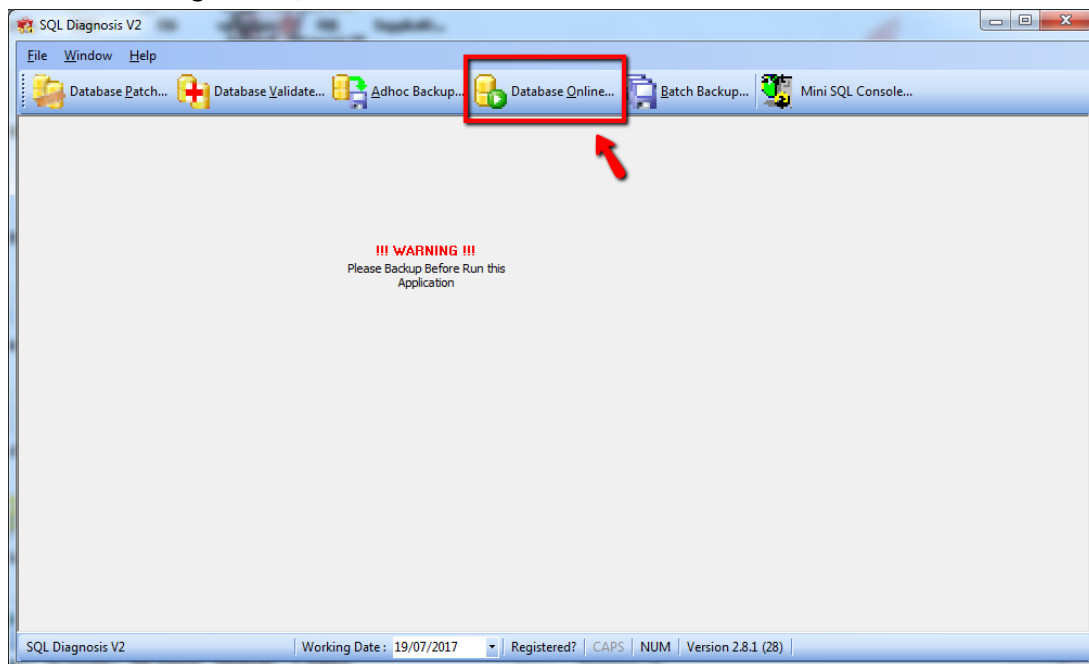 SQL Diagnosis V2
File Window Help
Database Patch... Database Validate... Adhoc Backup... Database Online... Batch Backup... Mini SQL Console...
!!! WARNING !!!
Please Backup Before Run this
Application
SQL Diagnosis V2 Working Date : 19/07/2017 Registered? CAPS NUM Version 2.8.1 (28)